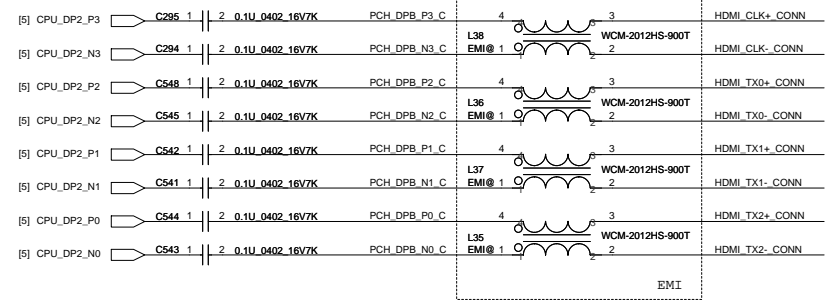 [5] CPU_DP2_P3 C295 1 2 0.1U_0402_16V7K PCH_DPB_P3_C 4 3 HDMI_CLK+_CONN
L38 WCM-2012HS-900T
[5] CPU_DP2_N3 C294 1 2 0.1U_0402_16V7K PCH_DPB_N3_C EMI@ 1 2 HDMI_CLK-_CONN
[5] CPU_DP2_P2 C548 1 2 0.1U_0402_16V7K PCH_DPB_P2_C 4 3 HDMI_TX0+_CONN
L36 WCM-2012HS-900T
[5] CPU_DP2_N2 C545 1 2 0.1U_0402_16V7K PCH_DPB_N2_C EMI@ 1 2 HDMI_TX0-_CONN
[5] CPU_DP2_P1 C542 1 2 0.1U_0402_16V7K PCH_DPB_P1_C 4 3 HDMI_TX1+_CONN
L37 WCM-2012HS-900T
[5] CPU_DP2_N1 C541 1 2 0.1U_0402_16V7K PCH_DPB_N1_C EMI@ 1 2 HDMI_TX1-_CONN
[5] CPU_DP2_P0 C544 1 2 0.1U_0402_16V7K PCH_DPB_P0_C 4 3 HDMI_TX2+_CONN
L35 WCM-2012HS-900T
[5] CPU_DP2_N0 C543 1 2 0.1U_0402_16V7K PCH_DPB_N0_C EMI@ 1 2 HDMI_TX2-_CONN
EMI